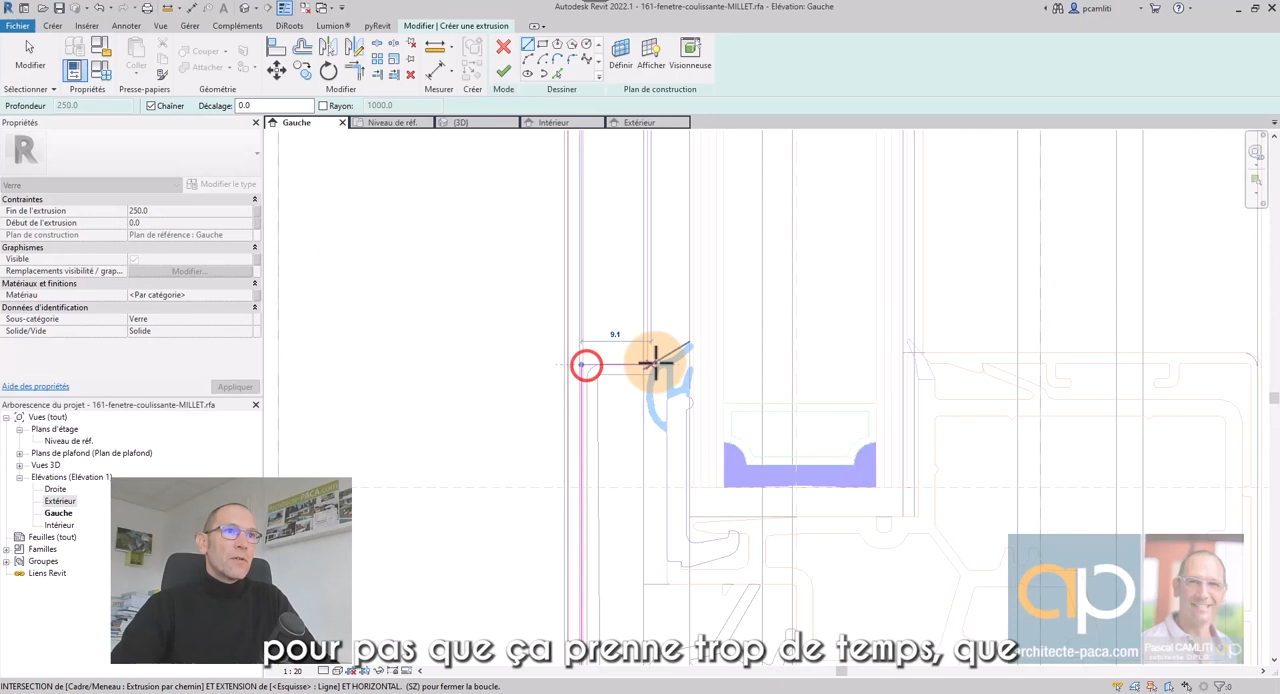 Autodesk Revit 2022.1 - 161-fenetre-coulissante-MILLET.rfa - Elévation: Gauche
pcamliti
Fichier Créer Insérer Annoter Vue Gérer Compléments DiRoots Lumion® pyRevit Modifier | Créer une extrusion
Modifier Coller Couper Attacher Définir Afficher Visionneuse
Sélectionner Propriétés Presse-papiers Géométrie Modifier Mesurer Créer Mode Dessiner Plan de construction
Profondeur 250.0 Chaîner Décalage: 0.0 Rayon: 1000.0
Propriétés
Gauche Niveau de réf. {3D} Intérieur Extérieur
R
Verre Modifier le type
Contraintes
Fin de l'extrusion 250.0
Début de l'extrusion 0.0
Plan de construction Plan de référence : Gauche
Graphismes
Visible
Remplacements visibilité / grap... Modifier...
Matériaux et finitions
Matériau <Par catégorie>
Données d'identification
Sous-catégorie Verre
Solide/Vide Solide
9.1
Aide des propriétés Appliquer
Arborescence du projet - 161-fenetre-coulissante-MILLET.rfa
Vues (tout)
Plans d'étage
Niveau de réf.
Plans de plafond (Plan de plafond)
Vues 3D
Elévations (Elévation 1)
Droite
Extérieur
Gauche
Intérieur
Feuilles (tout)
Familles
Groupes
Liens Revit
ap
architecte-paca.com
Pascal CAMLITI
architecte DPLG
pour pas que ça prenne trop de temps, que
1 : 20
INTERSECTION de [Cadre/Meneau : Extrusion par chemin] ET EXTENSION de [<Esquisse> : Ligne] ET HORIZONTAL. (SZ) pour fermer la boucle.
:0